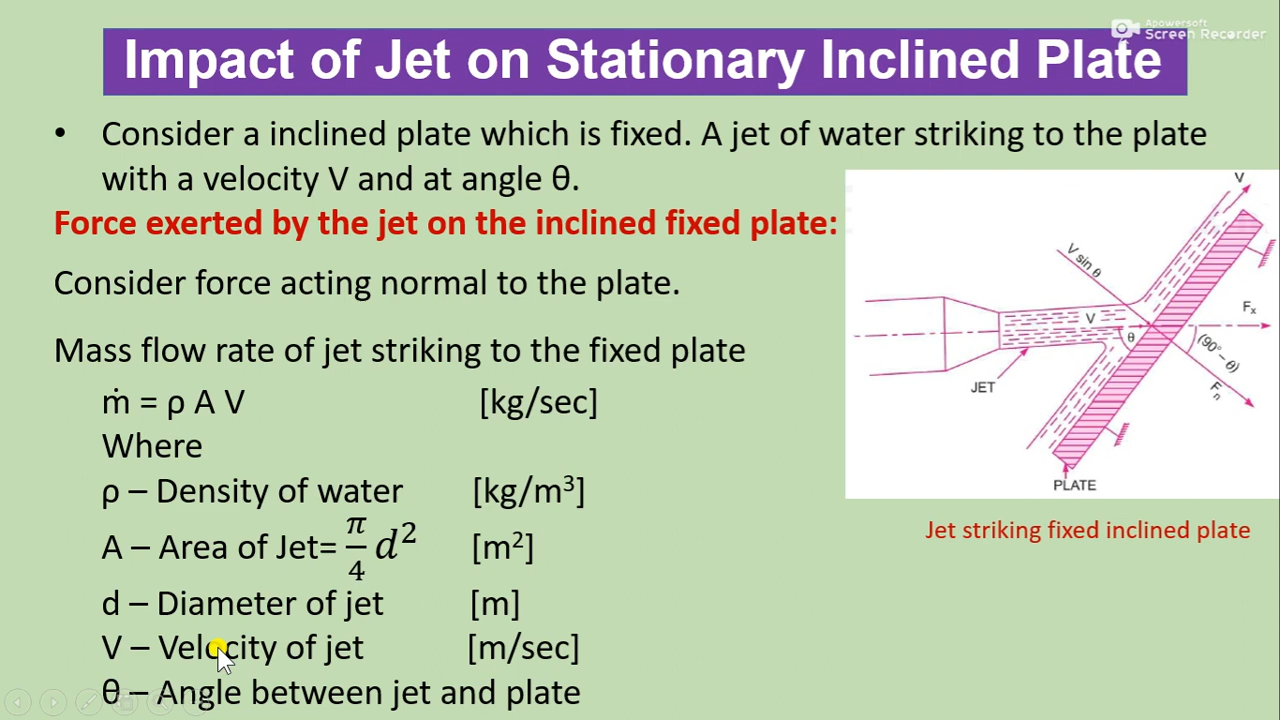 Apowersoft
Screen Recorder
Impact of Jet on Stationary Inclined Plate
• Consider a inclined plate which is fixed. A jet of water striking to the plate
with a velocity V and at angle θ.
Force exerted by the jet on the inclined fixed plate:
Consider force acting normal to the plate.
Mass flow rate of jet striking to the fixed plate
ṁ = ρ A V [kg/sec]
Where
ρ – Density of water [kg/m³]
A – Area of Jet= π/4 d² [m²]
d – Diameter of jet [m]
V – Velocity of jet [m/sec]
θ – Angle between jet and plate
V
V sin θ
V
θ
Fₓ
(90° – θ)
Fₙ
JET
PLATE
Jet striking fixed inclined plate